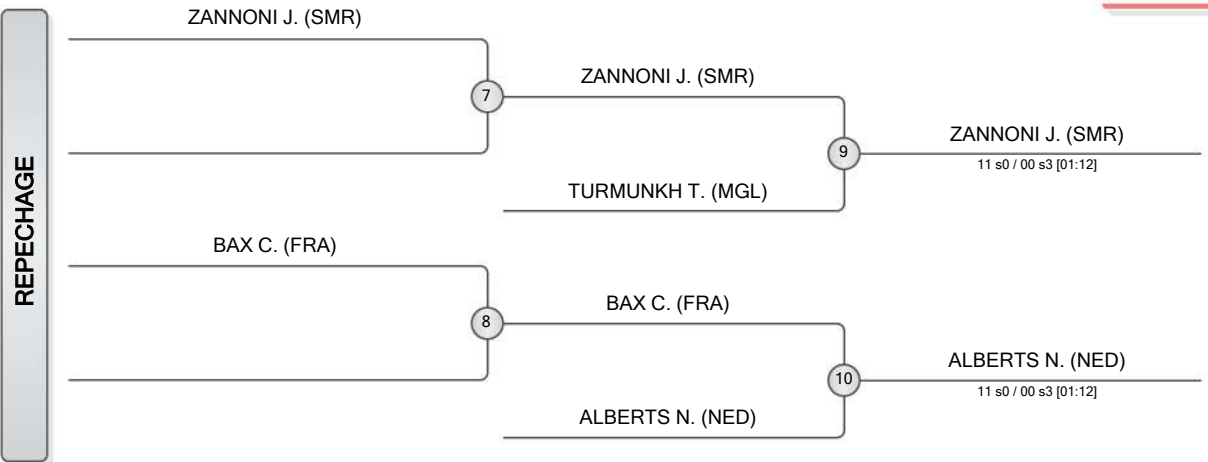 REPECHAGE
ZANNONI J. (SMR)
7
ZANNONI J. (SMR)
9
ZANNONI J. (SMR)
11 s0 / 00 s3 [01:12]
TURMUNKH T. (MGL)
BAX C. (FRA)
8
BAX C. (FRA)
10
ALBERTS N. (NED)
11 s0 / 00 s3 [01:12]
ALBERTS N. (NED)